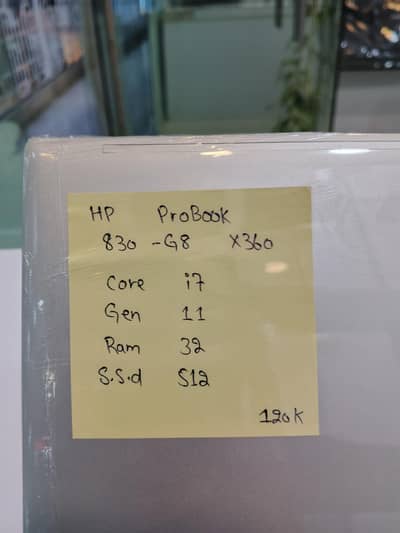 HP ProBook
830 -G8 X360
Core i7
Gen 11
Ram 32
S.S.d 512
120K